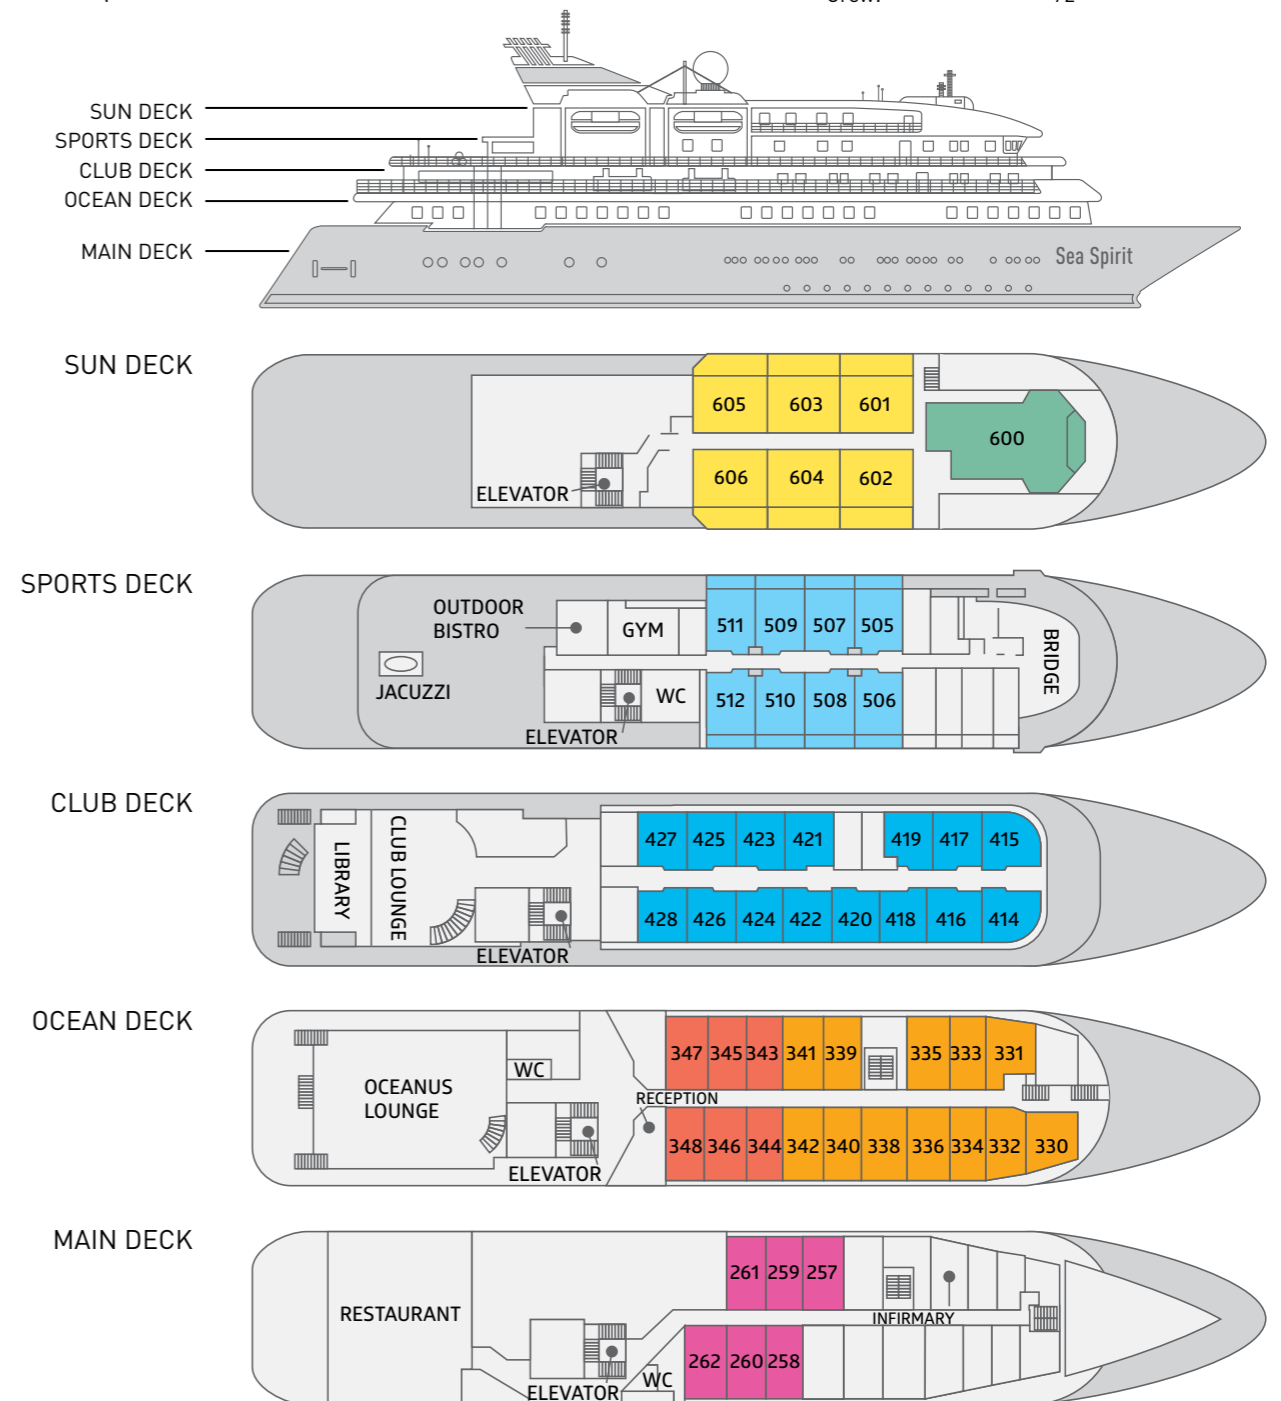 SUN DECK
SPORTS DECK
CLUB DECK
OCEAN DECK
MAIN DECK
Sea Spirit
SUN DECK
605 603 601
600
606 604 602
ELEVATOR
SPORTS DECK
OUTDOOR
BISTRO
GYM
511 509 507 505
BRIDGE
JACUZZI
WC
512 510 508 506
ELEVATOR
CLUB DECK
LIBRARY
CLUB LOUNGE
427 425 423 421 419 417 415
428 426 424 422 420 418 416 414
ELEVATOR
OCEAN DECK
347 345 343 341 339 335 333 331
WC
OCEANUS
LOUNGE
RECEPTION
348 346 344 342 340 338 336 334 332 330
ELEVATOR
MAIN DECK
261 259 257
RESTAURANT
INFIRMARY
262 260 258
WC
ELEVATOR